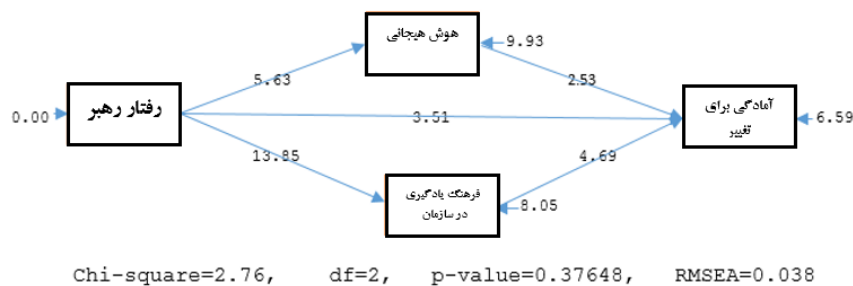 هوش هیجانی
9.93
5.63
2.53
رفتار رهبر
0.00
3.51
آمادگی برای
تغییر
6.59
13.85
4.69
فرهنگ یادگیری
در سازمان
8.05
Chi-square=2.76, df=2, p-value=0.37648, RMSEA=0.038